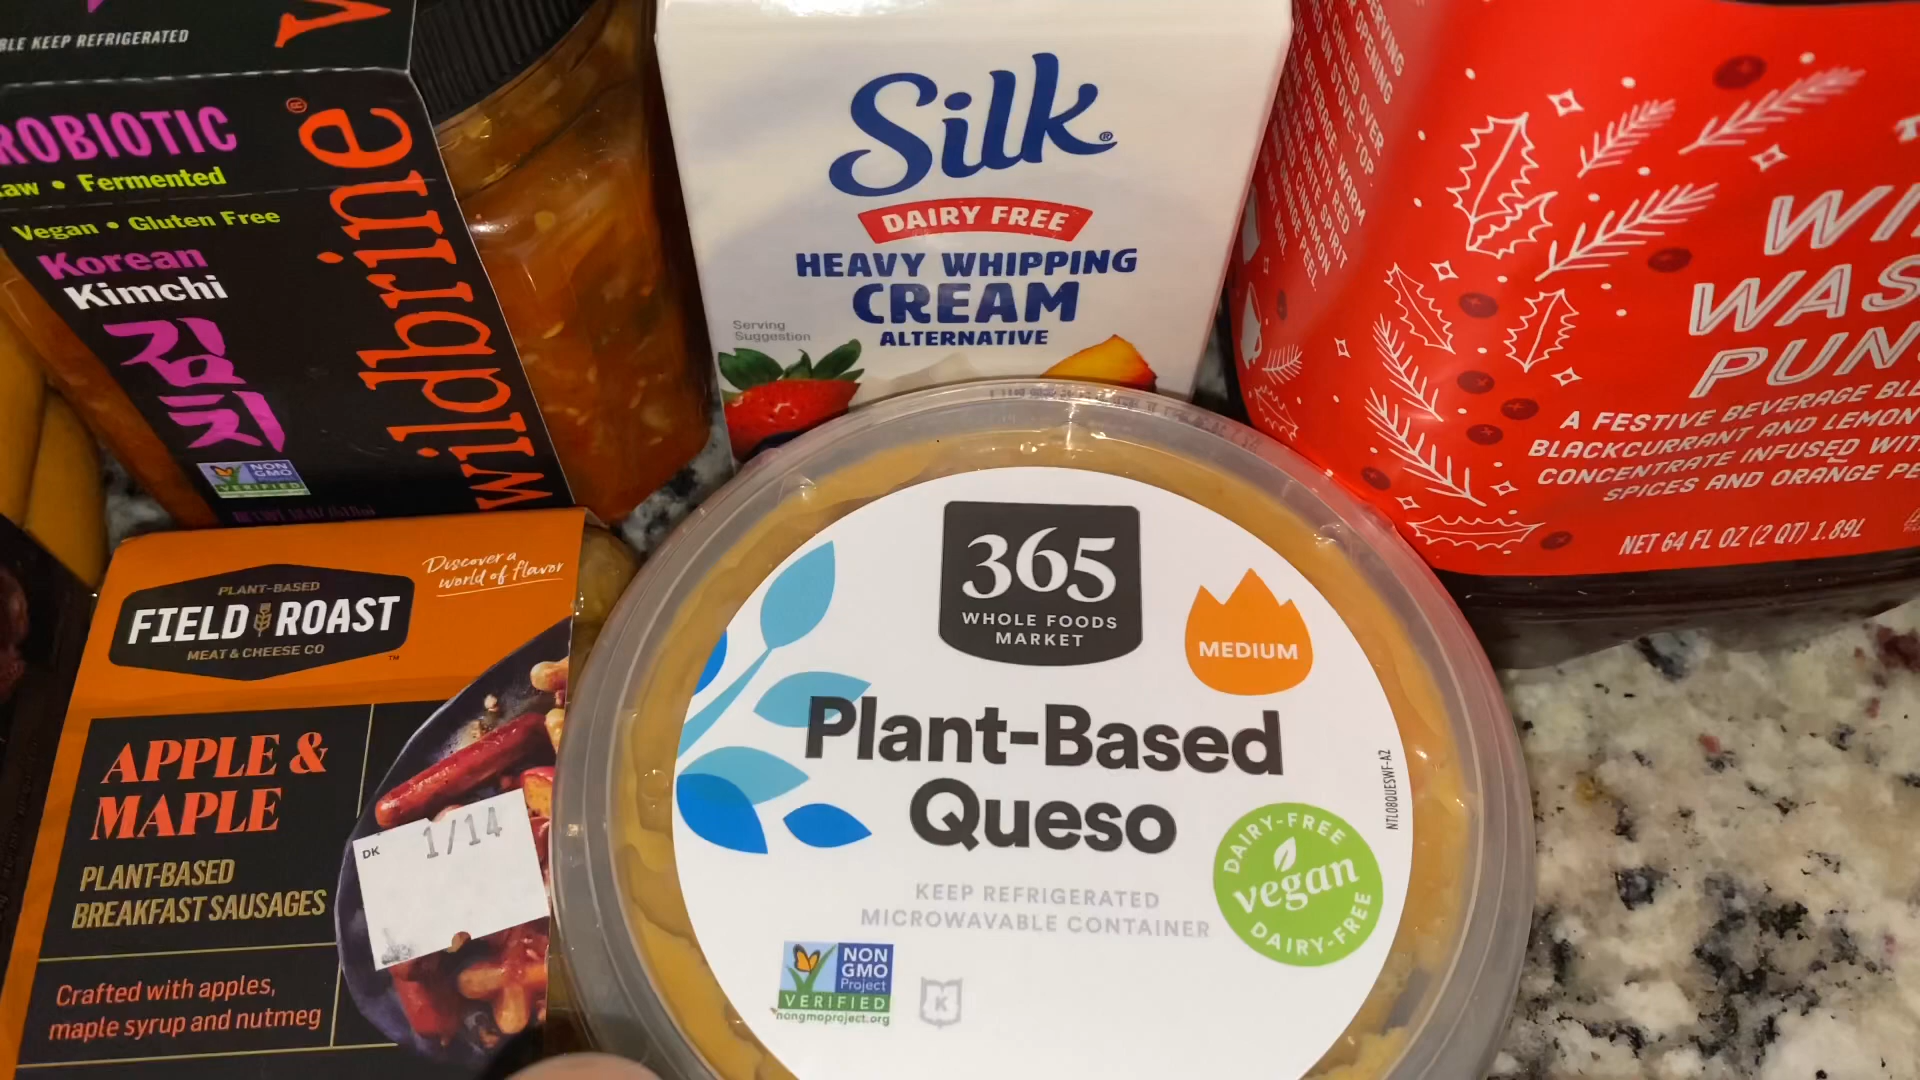 KEEP REFRIGERATED
ROBIOTIC
aw • Fermented
Vegan • Gluten Free
Korean
Kimchi
김치
wildbrine®
NON
GMO
VERIFIED
Silk®
DAIRY FREE
HEAVY WHIPPING
CREAM
ALTERNATIVE
Serving
Suggestion
PUN
A FESTIVE BEVERAGE BLE
BLACKCURRANT AND LEMON
CONCENTRATE INFUSED WIT
SPICES AND ORANGE PE
NET 64 FL OZ (2 QT) 1.89L
PLANT-BASED
FIELD ROAST
MEAT & CHEESE CO
TM
Discover a
world of flavor
APPLE &
MAPLE
PLANT-BASED
BREAKFAST SAUSAGES
Crafted with apples,
maple syrup and nutmeg
DK 1/14
365
WHOLE FOODS
MARKET
MEDIUM
Plant-Based
Queso
KEEP REFRIGERATED
MICROWAVABLE CONTAINER
DAIRY-FREE
vegan
DAIRY-FREE
NON
GMO
Project
VERIFIED
nongmoproject.org
K
NTL08QUESWF-A2